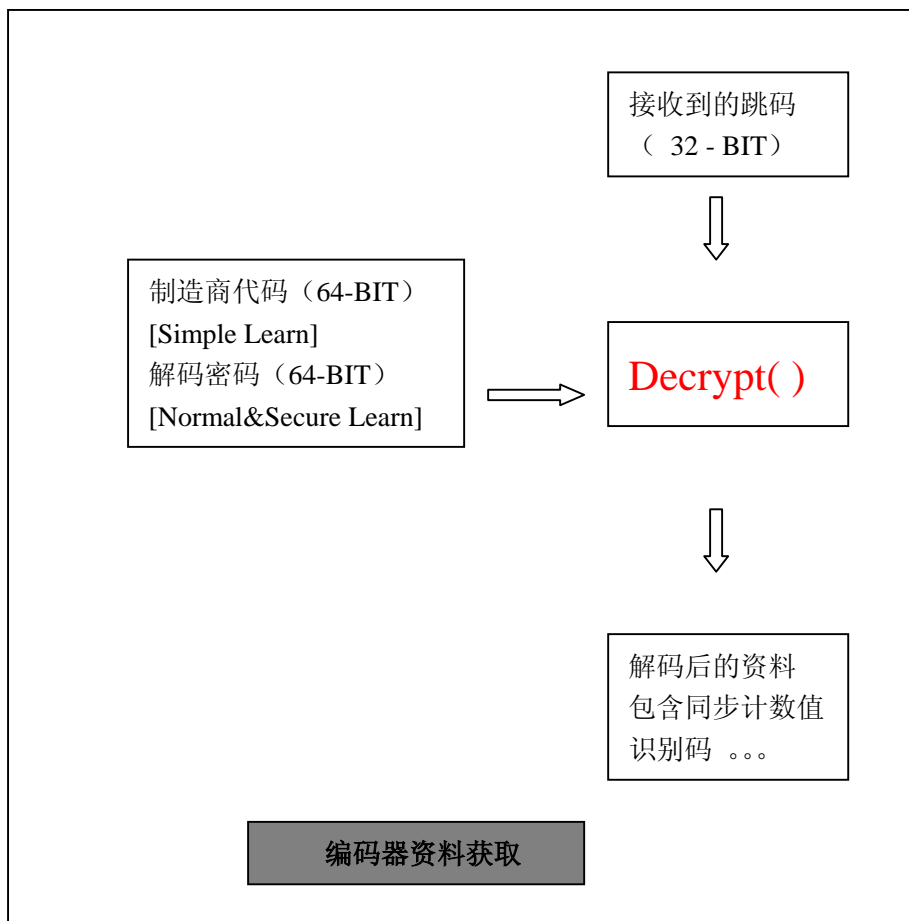 接收到的跳码
（ 32 - BIT）
制造商代码（64-BIT）
[Simple Learn]
解码密码（64-BIT）
[Normal&Secure Learn]
Decrypt( )
解码后的资料
包含同步计数值
识别码 。。。
编码器资料获取